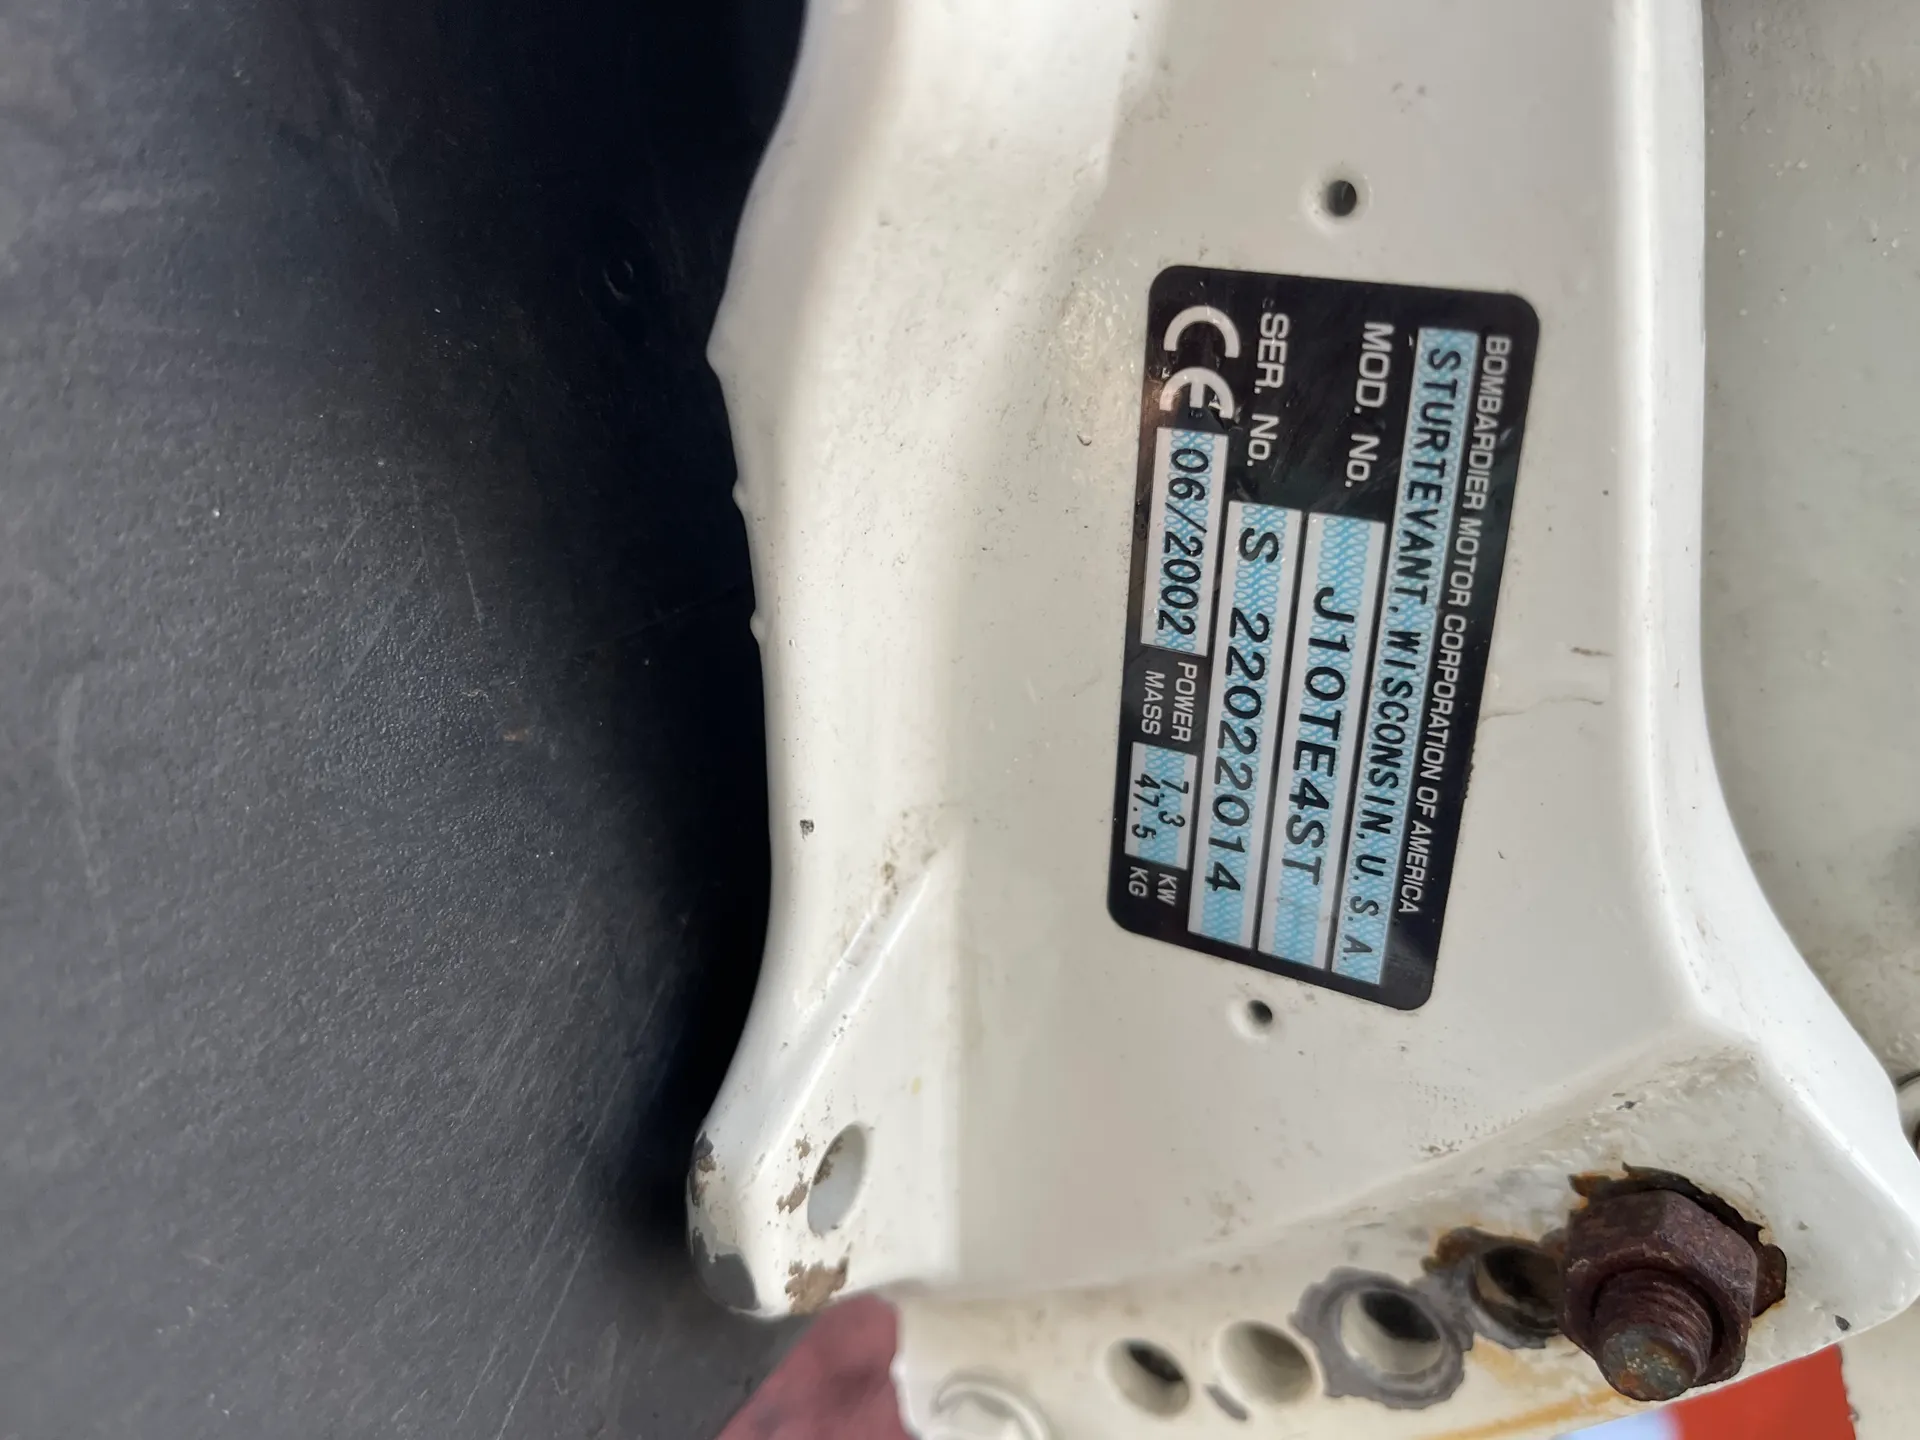 BOMBARDIER MOTOR CORPORATION OF AMERICA
STURTEVANT, WISCONSIN, U.S.A.
MOD. No. J10TE4ST
SER. No. S 22022014
CE 06/2002 POWER 7.3 KW
MASS 47.5 KG